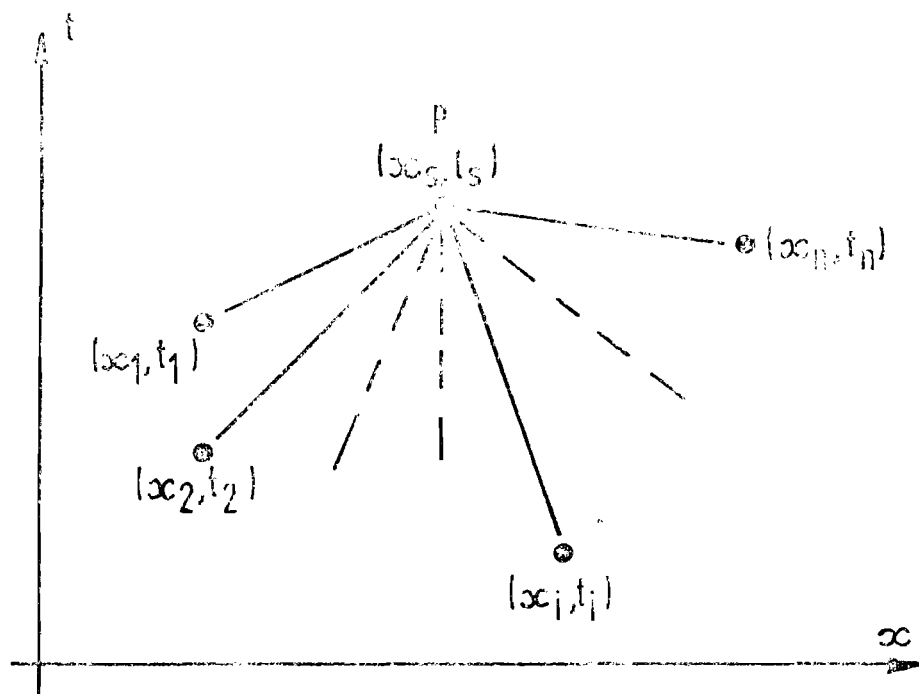 t
P
(x_s, t_s)
(x_n, t_n)
(x_1, t_1)
(x_2, t_2)
(x_i, t_i)
x